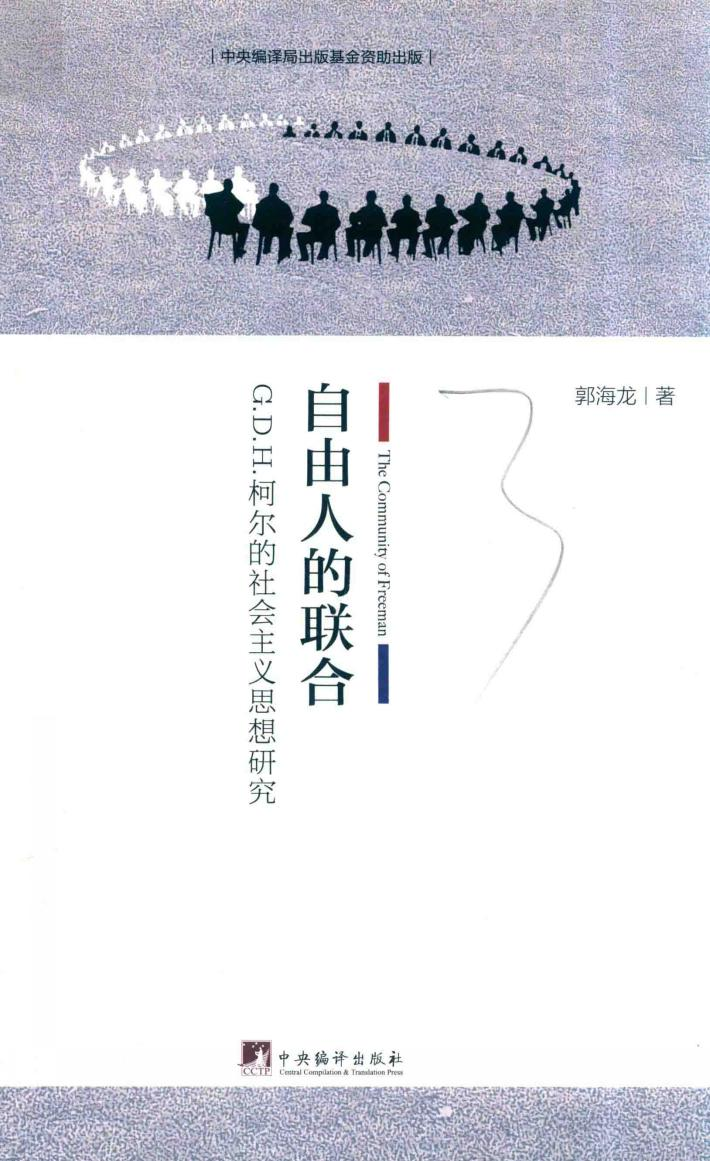 |中央编译局出版基金资助出版|
郭海龙|著
The Community of Freeman
自由人的联合
G.D.H.柯尔的社会主义思想研究
CCTP
中央编译出版社
Central Compilation & Translation Press